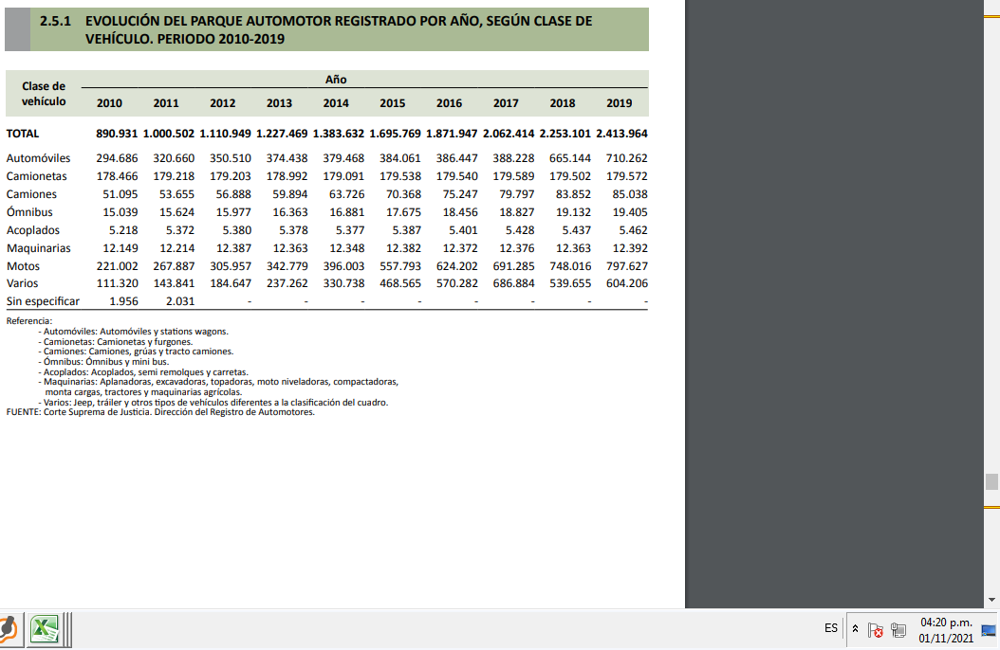 2.5.1 EVOLUCIÓN DEL PARQUE AUTOMOTOR REGISTRADO POR AÑO, SEGÚN CLASE DE
VEHÍCULO. PERIODO 2010-2019
Clase de vehículo
Año
2010 2011 2012 2013 2014 2015 2016 2017 2018 2019
TOTAL 890.931 1.000.502 1.110.949 1.227.469 1.383.632 1.695.769 1.871.947 2.062.414 2.253.101 2.413.964
Automóviles 294.686 320.660 350.510 374.438 379.468 384.061 386.447 388.228 665.144 710.262
Camionetas 178.466 179.218 179.203 178.992 179.091 179.538 179.540 179.589 179.502 179.572
Camiones 51.095 53.655 56.888 59.894 63.726 70.368 75.247 79.797 83.852 85.038
Ómnibus 15.039 15.624 15.977 16.363 16.881 17.675 18.456 18.827 19.132 19.405
Acoplados 5.218 5.372 5.380 5.378 5.377 5.387 5.401 5.428 5.437 5.462
Maquinarias 12.149 12.214 12.387 12.363 12.348 12.382 12.372 12.376 12.363 12.392
Motos 221.002 267.887 305.957 342.779 396.003 557.793 624.202 691.285 748.016 797.627
Varios 111.320 143.841 184.647 237.262 330.738 468.565 570.282 686.884 539.655 604.206
Sin especificar 1.956 2.031 - - - - - - - -
Referencia:
- Automóviles: Automóviles y stations wagons.
- Camionetas: Camionetas y furgones.
- Camiones: Camiones, grúas y tracto camiones.
- Ómnibus: Ómnibus y mini bus.
- Acoplados: Acoplados, semi remolques y carretas.
- Maquinarias: Aplanadoras, excavadoras, topadoras, moto niveladoras, compactadoras,
monta cargas, tractores y maquinarias agrícolas.
- Varios: Jeep, tráiler y otros tipos de vehículos diferentes a la clasificación del cuadro.
FUENTE: Corte Suprema de Justicia. Dirección del Registro de Automotores.
ES
04:20 p.m.
01/11/2021